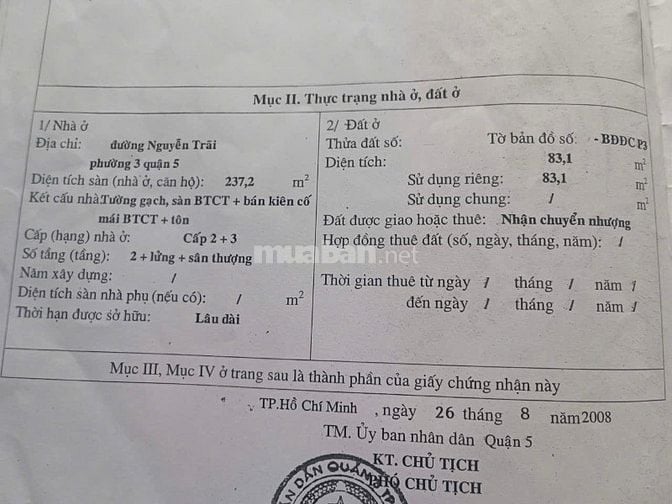 Mục II. Thực trạng nhà ở, đất ở
1/ Nhà ở
Địa chỉ: đường Nguyễn Trãi
phường 3 quận 5
Diện tích sàn (nhà ở, căn hộ): 237,2 m2
Kết cấu nhà: Tường gạch, sàn BTCT + bán kiên cố
mái BTCT + tôn
Cấp (hạng) nhà ở: Cấp 2 + 3
Số tầng (tầng): 2 + lửng + sân thượng
Năm xây dựng: /
Diện tích sàn nhà phụ (nếu có): / m2
Thời hạn được sở hữu: Lâu dài
2/ Đất ở
Thửa đất số: Tờ bản đồ số: - BĐĐC P3
Diện tích: 83,1 m2
Sử dụng riêng: 83,1 m2
Sử dụng chung: / m2
Đất được giao hoặc thuê: Nhận chuyển nhượng
Hợp đồng thuê đất (số, ngày, tháng, năm): /
Thời gian thuê từ ngày / tháng / năm /
đến ngày / tháng / năm /
muaban.net
Mục III, Mục IV ở trang sau là thành phần của giấy chứng nhận này
TP.Hồ Chí Minh , ngày 26 tháng 8 năm 2008
TM. Ủy ban nhân dân Quận 5
KT. CHỦ TỊCH
PHÓ CHỦ TỊCH
DÂN QUẬN